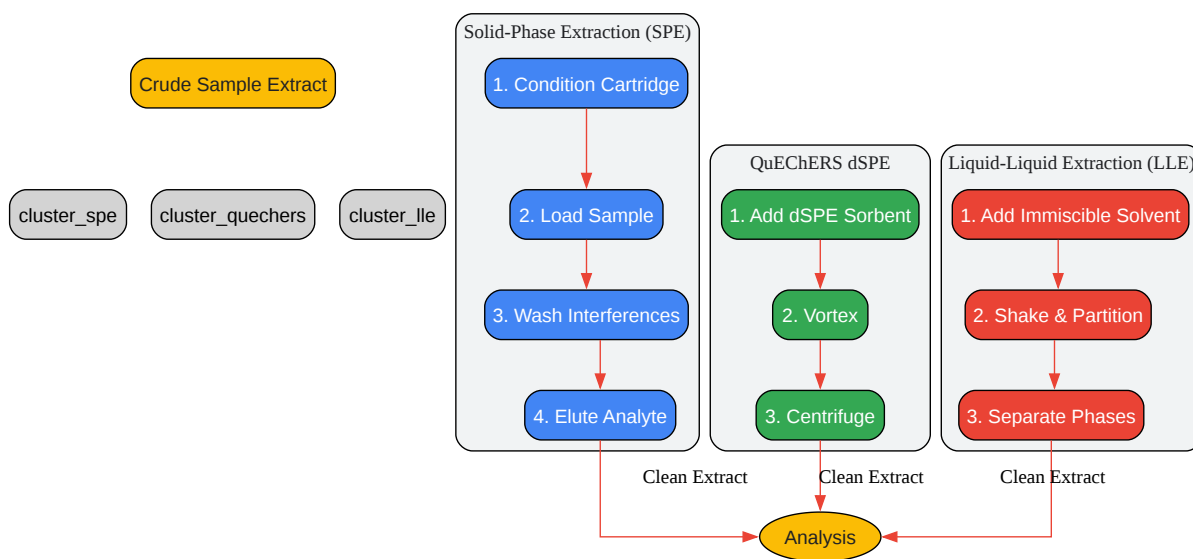 Solid-Phase Extraction (SPE)
Crude Sample Extract
1. Condition Cartridge
QuEChERS dSPE
Liquid-Liquid Extraction (LLE)
cluster_spe
cluster_quechers
cluster_lle
2. Load Sample
1. Add dSPE Sorbent
1. Add Immiscible Solvent
3. Wash Interferences
2. Vortex
2. Shake & Partition
4. Elute Analyte
3. Centrifuge
3. Separate Phases
Clean Extract
Clean Extract
Clean Extract
Analysis